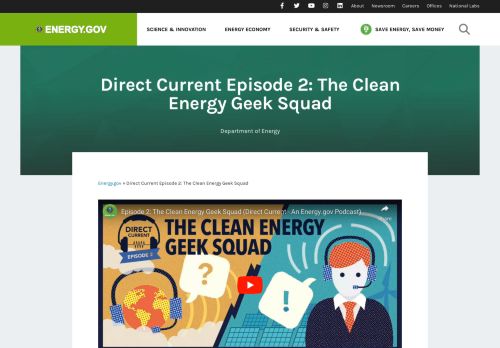 About Newsroom Careers Offices National Labs
ENERGY.GOV
SCIENCE & INNOVATION ENERGY ECONOMY SECURITY & SAFETY SAVE ENERGY, SAVE MONEY
Direct Current Episode 2: The Clean
Energy Geek Squad
Department of Energy
Energy.gov » Direct Current Episode 2: The Clean Energy Geek Squad
Episode 2: The Clean Energy Geek Squad (Direct Current - An Energy.gov Podcast)
Share
DIRECT
CURRENT
EPISODE 2
THE CLEAN ENERGY
GEEK SQUAD
?
!